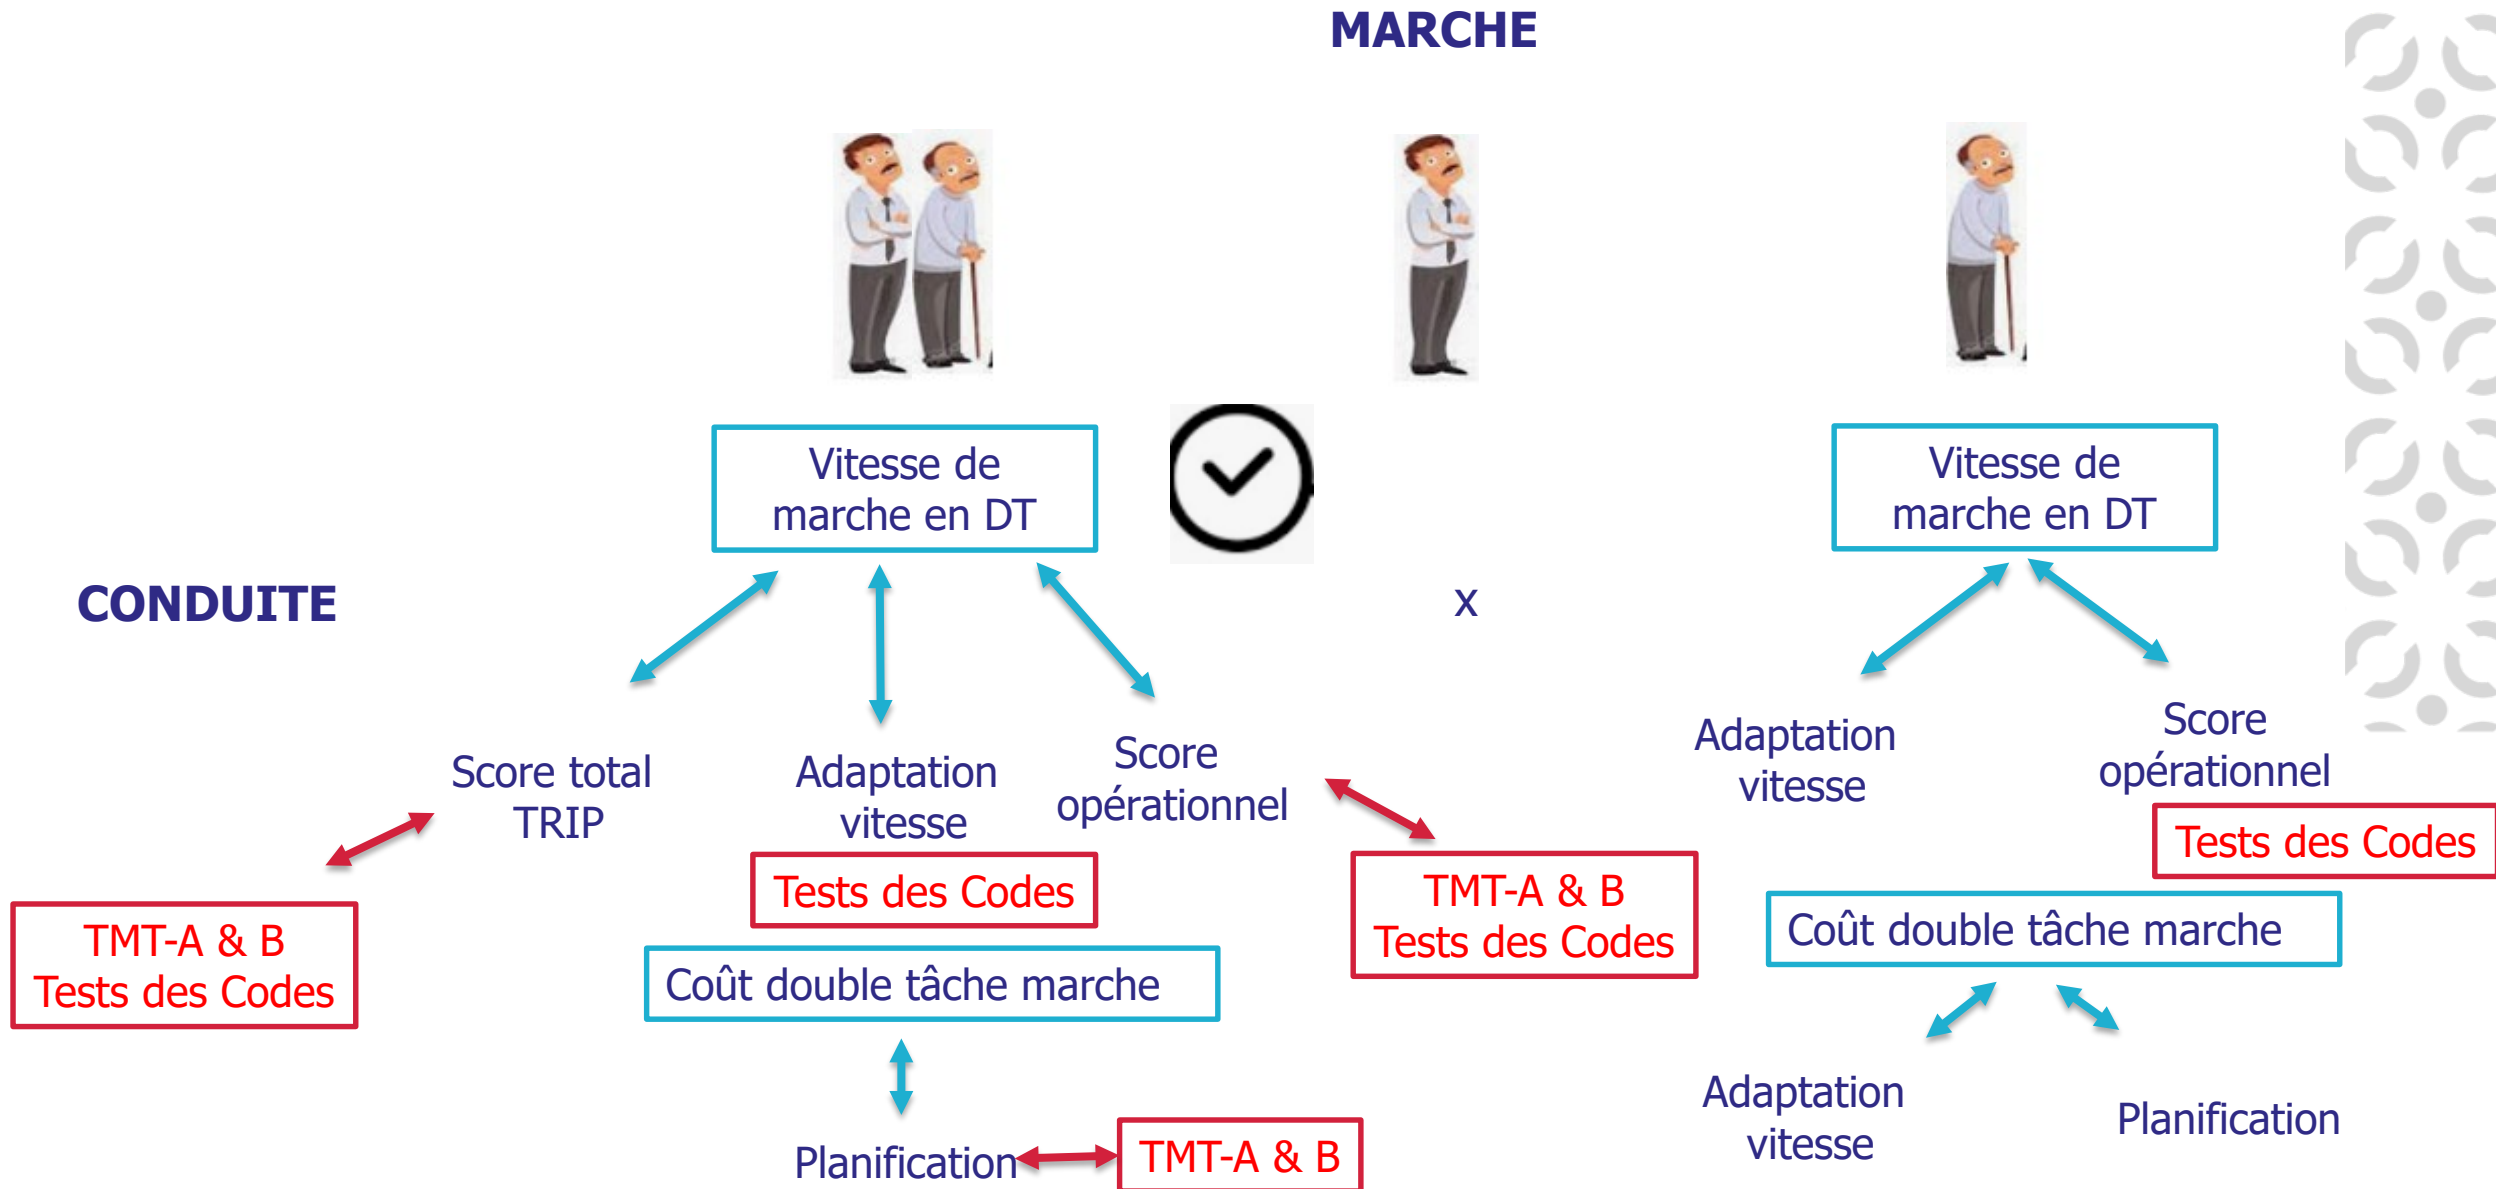 MARCHE
CONDUITE
Vitesse de
marche en DT
Score total
TRIP
Adaptation
vitesse
Score
opérationnel
TMT-A & B
Tests des Codes
Tests des Codes
TMT-A & B
Tests des Codes
Coût double tâche marche
Planification
TMT-A & B
x
Vitesse de
marche en DT
Adaptation
vitesse
Score
opérationnel
Tests des Codes
Coût double tâche marche
Adaptation
vitesse
Planification